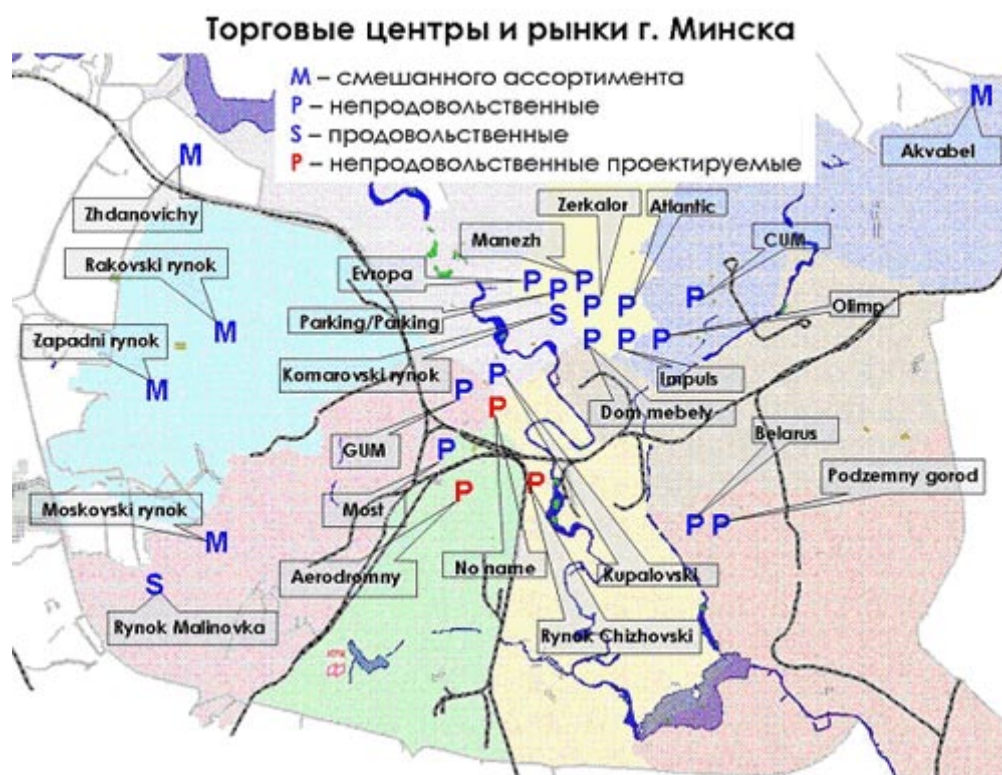 Торговые центры и рынки г. Минска
M – смешанного ассортимента
P – непродовольственные
S – продовольственные
P – непродовольственные проектируемые
M
Akvabel
M
Zhdanovichy
Zerkalor
Atlantic
Manezh
CUM
Rakovski rynok
Evropa
P
P
P
P
P
P
P
Olimp
Parking/Parking
S
M
Zapadni rynok
P
P
P
Komarovski rynok
P
Impuls
M
P
P
Dom mebely
GUM
Belarus
P
Podzemny gorod
P
P
Moskovski rynok
Most
P
P
M
Aerodromny
No name
Kupalovski
S
Rynok Malinovka
Rynok Chizhovski